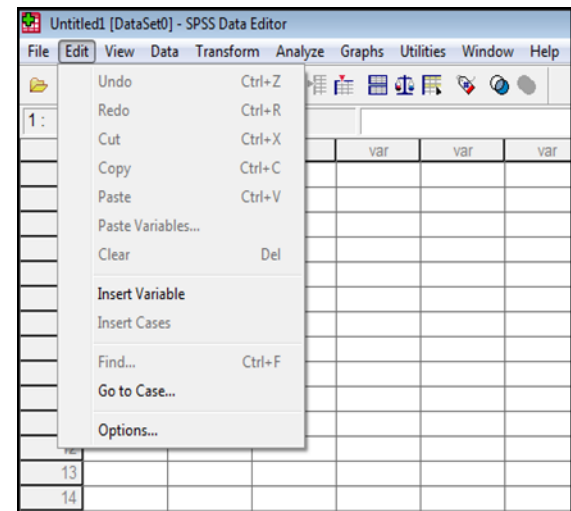 Untitled1 [DataSet0] - SPSS Data Editor
File Edit View Data Transform Analyze Graphs Utilities Window Help
1 :
var var var
Undo Ctrl+Z
Redo Ctrl+R
Cut Ctrl+X
Copy Ctrl+C
Paste Ctrl+V
Paste Variables...
Clear Del
Insert Variable
Insert Cases
Find... Ctrl+F
Go to Case...
Options...
13
14